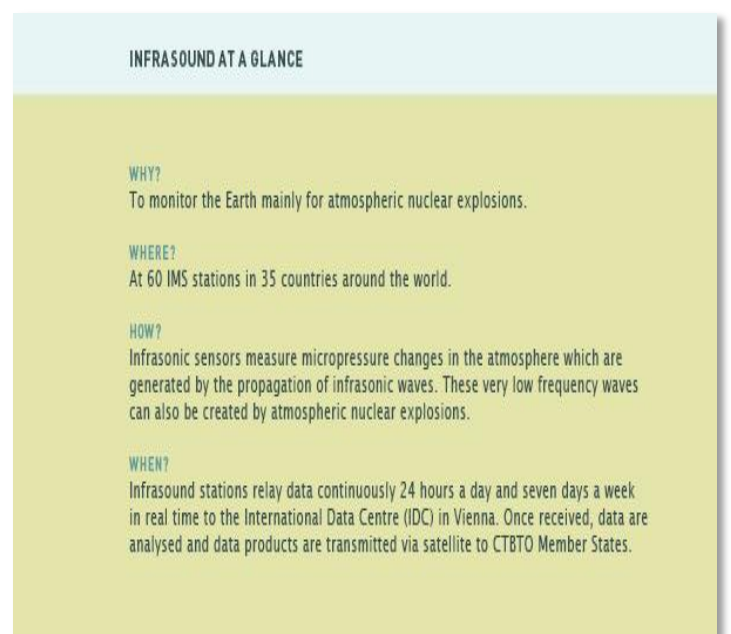 INFRASOUND AT A GLANCE
WHY?
To monitor the Earth mainly for atmospheric nuclear explosions.
WHERE?
At 60 IMS stations in 35 countries around the world.
HOW?
Infrasonic sensors measure micropressure changes in the atmosphere which are
generated by the propagation of infrasonic waves. These very low frequency waves
can also be created by atmospheric nuclear explosions.
WHEN?
Infrasound stations relay data continuously 24 hours a day and seven days a week
in real time to the International Data Centre (IDC) in Vienna. Once received, data are
analysed and data products are transmitted via satellite to CTBTO Member States.